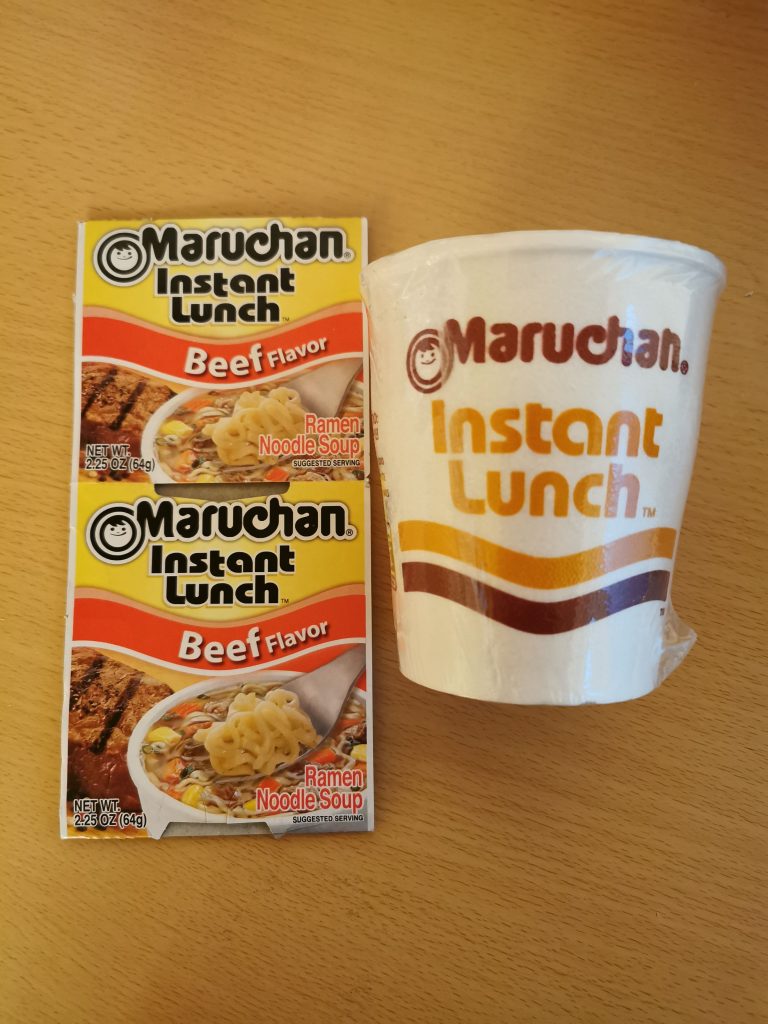 Maruchan®
Instant
Lunch™
Beef Flavor
Ramen
Noodle Soup
NET WT.
2.25 OZ (64g)
SUGGESTED SERVING
Maruchan®
Instant
Lunch™
Beef Flavor
Ramen
Noodle Soup
NET WT.
2.25 OZ (64g)
SUGGESTED SERVING
Maruchan®
Instant
Lunch™
TM